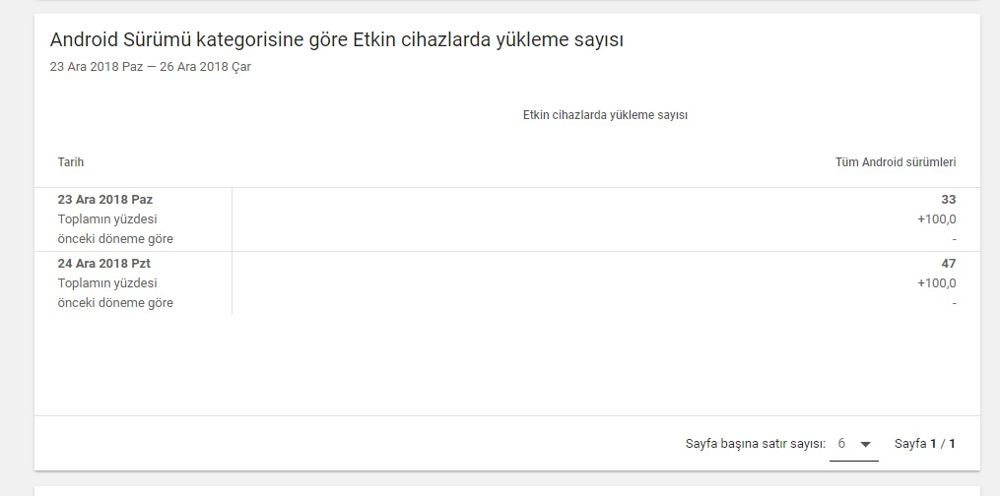 Android Sürümü kategorisine göre Etkin cihazlarda yükleme sayısı
23 Ara 2018 Paz — 26 Ara 2018 Çar
Etkin cihazlarda yükleme sayısı
Tarih Tüm Android sürümleri
23 Ara 2018 Paz 33
Toplamın yüzdesi +100,0
önceki döneme göre -
24 Ara 2018 Pzt 47
Toplamın yüzdesi +100,0
önceki döneme göre -
Sayfa başına satır sayısı: 6 Sayfa 1 / 1